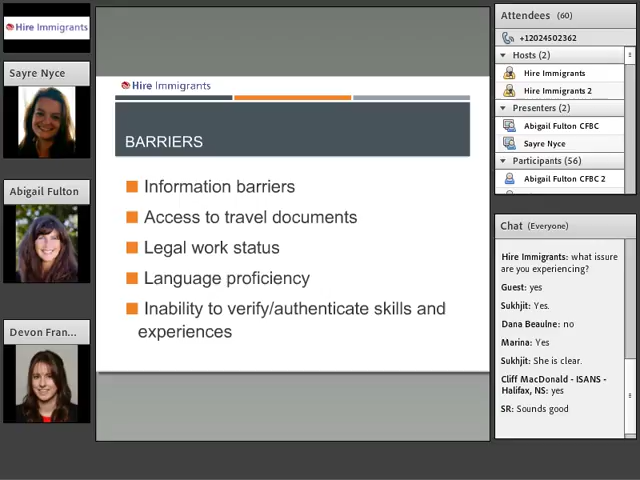 Hire Immigrants
Sayre Nyce
Abigail Fulton
Devon Fran...
Hire Immigrants
BARRIERS
Information barriers
Access to travel documents
Legal work status
Language proficiency
Inability to verify/authenticate skills and
experiences
Attendees (60)
+12024502362
Hosts (2)
Hire Immigrants
Hire Immigrants 2
Presenters (2)
Abigail Fulton CFBC
Sayre Nyce
Participants (56)
Abigail Fulton CFBC 2
Chat (Everyone)
Hire Immigrants: what issure
are you experiencing?
Guest: yes
Sukhjit: Yes.
Dana Beaulne: no
Marina: Yes
Sukhjit: She is clear.
Cliff MacDonald - ISANS -
Halifax, NS: yes
SR: Sounds good